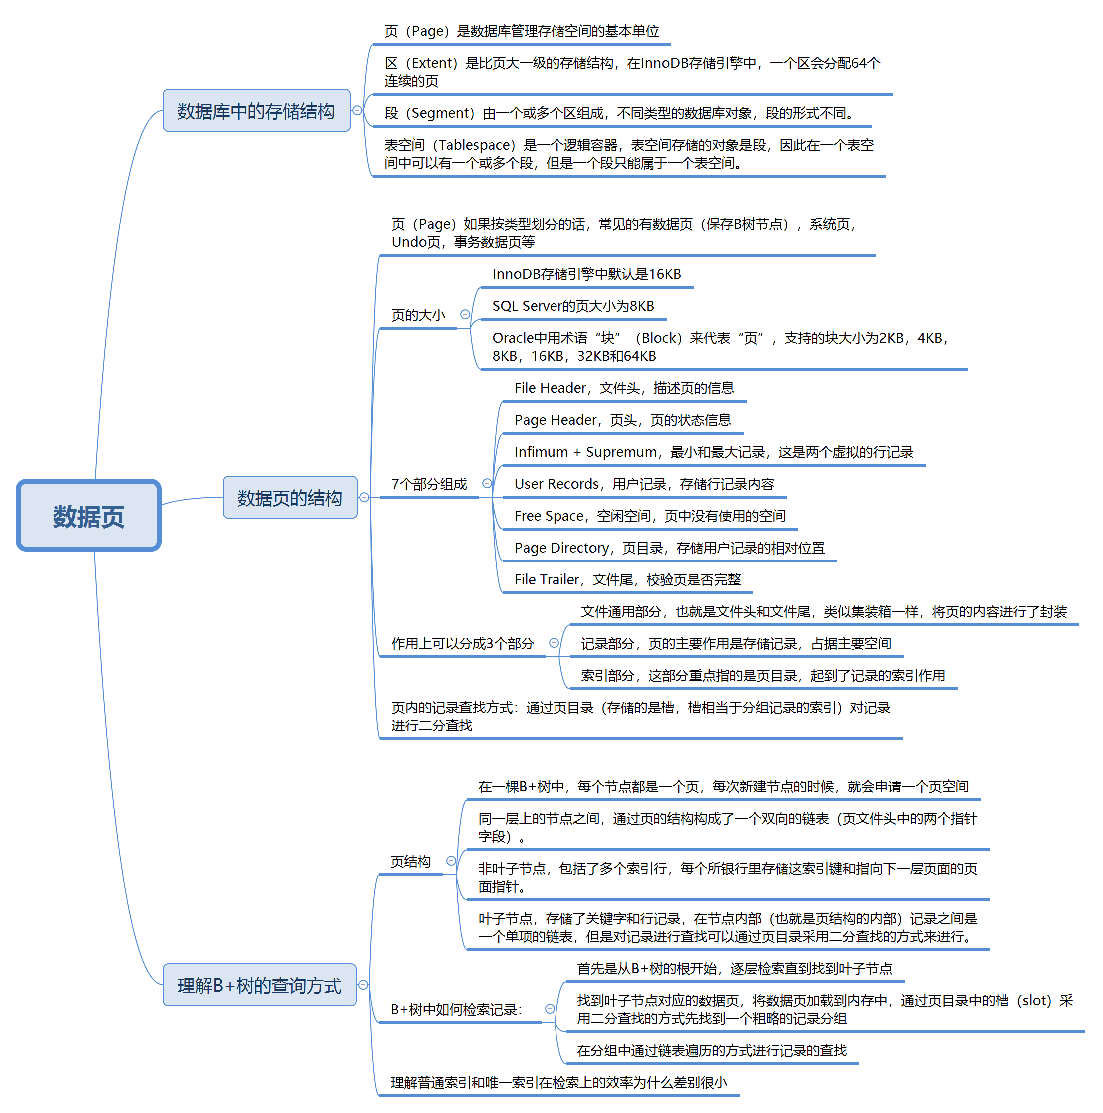 数据页
数据库中的存储结构
页（Page）是数据库管理存储空间的基本单位
区（Extent）是比页大一级的存储结构，在InnoDB存储引擎中，一个区会分配64个
连续的页
段（Segment）由一个或多个区组成，不同类型的数据库对象，段的形式不同。
表空间（Tablespace）是一个逻辑容器，表空间存储的对象是段，因此在一个表空
间中可以有一个或多个段，但是一个段只能属于一个表空间。
数据页的结构
页（Page）如果按类型划分的话，常见的有数据页（保存B树节点），系统页，
Undo页，事务数据页等
页的大小
InnoDB存储引擎中默认是16KB
SQL Server的页大小为8KB
Oracle中用术语“块”（Block）来代表“页”，支持的块大小为2KB，4KB，
8KB，16KB，32KB和64KB
7个部分组成
File Header，文件头，描述页的信息
Page Header，页头，页的状态信息
Infimum + Supremum，最小和最大记录，这是两个虚拟的行记录
User Records，用户记录，存储行记录内容
Free Space，空闲空间，页中没有使用的空间
Page Directory，页目录，存储用户记录的相对位置
File Trailer，文件尾，校验页是否完整
作用上可以分成3个部分
文件通用部分，也就是文件头和文件尾，类似集装箱一样，将页的内容进行了封装
记录部分，页的主要作用是存储记录，占据主要空间
索引部分，这部分重点指的是页目录，起到了记录的索引作用
页内的记录查找方式：通过页目录（存储的是槽，槽相当于分组记录的索引）对记录
进行二分查找
理解B+树的查询方式
页结构
在一棵B+树中，每个节点都是一个页，每次新建节点的时候，就会申请一个页空间
同一层上的节点之间，通过页的结构构成了一个双向的链表（页文件头中的两个指针
字段）。
非叶子节点，包括了多个索引行，每个所银行里存储这索引键和指向下一层页面的页
面指针。
叶子节点，存储了关键字和行记录，在节点内部（也就是页结构的内部）记录之间是
一个单项的链表，但是对记录进行查找可以通过页目录采用二分查找的方式来进行。
B+树中如何检索记录：
首先是从B+树的根开始，逐层检索直到找到叶子节点
找到叶子节点对应的数据页，将数据页加载到内存中，通过页目录中的槽（slot）采
用二分查找的方式先找到一个粗略的记录分组
在分组中通过链表遍历的方式进行记录的查找
理解普通索引和唯一索引在检索上的效率为什么差别很小